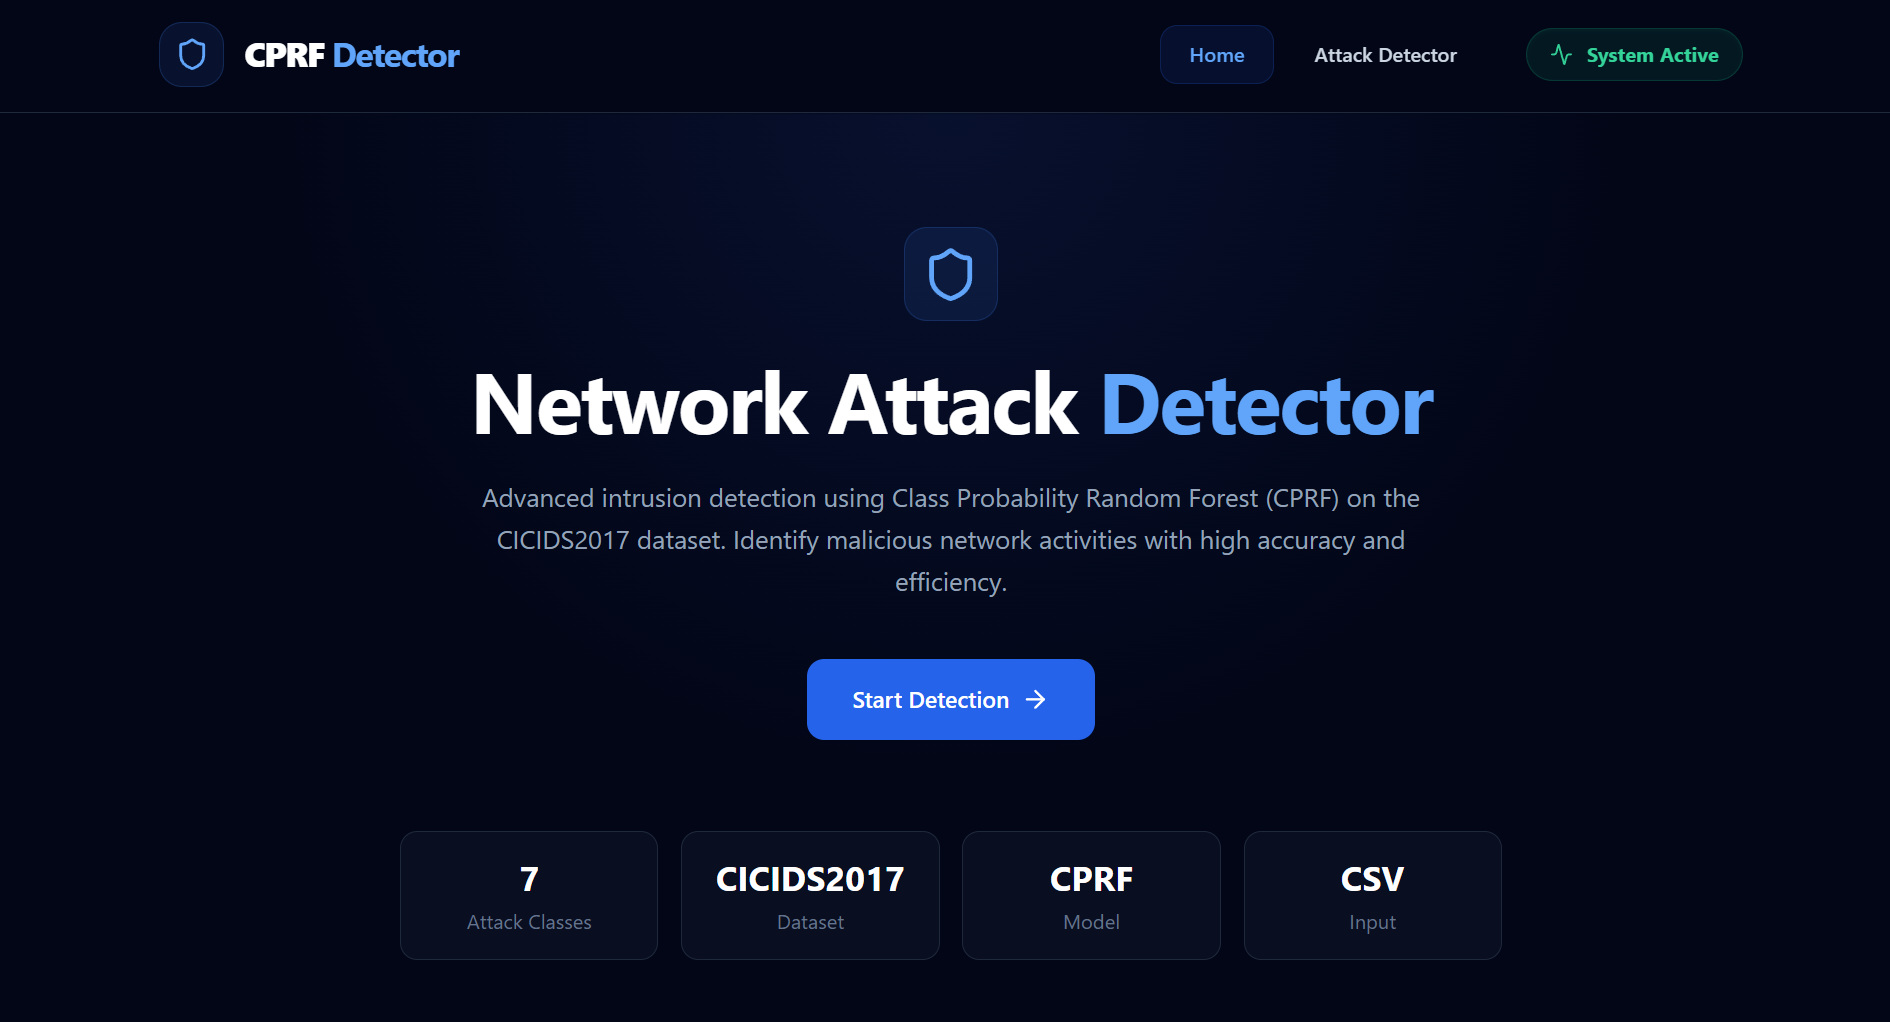 CPRF Detector
Home
Attack Detector
System Active
Network Attack Detector
Advanced intrusion detection using Class Probability Random Forest (CPRF) on the
CICIDS2017 dataset. Identify malicious network activities with high accuracy and
efficiency.
Start Detection
7
Attack Classes
CICIDS2017
Dataset
CPRF
Model
CSV
Input